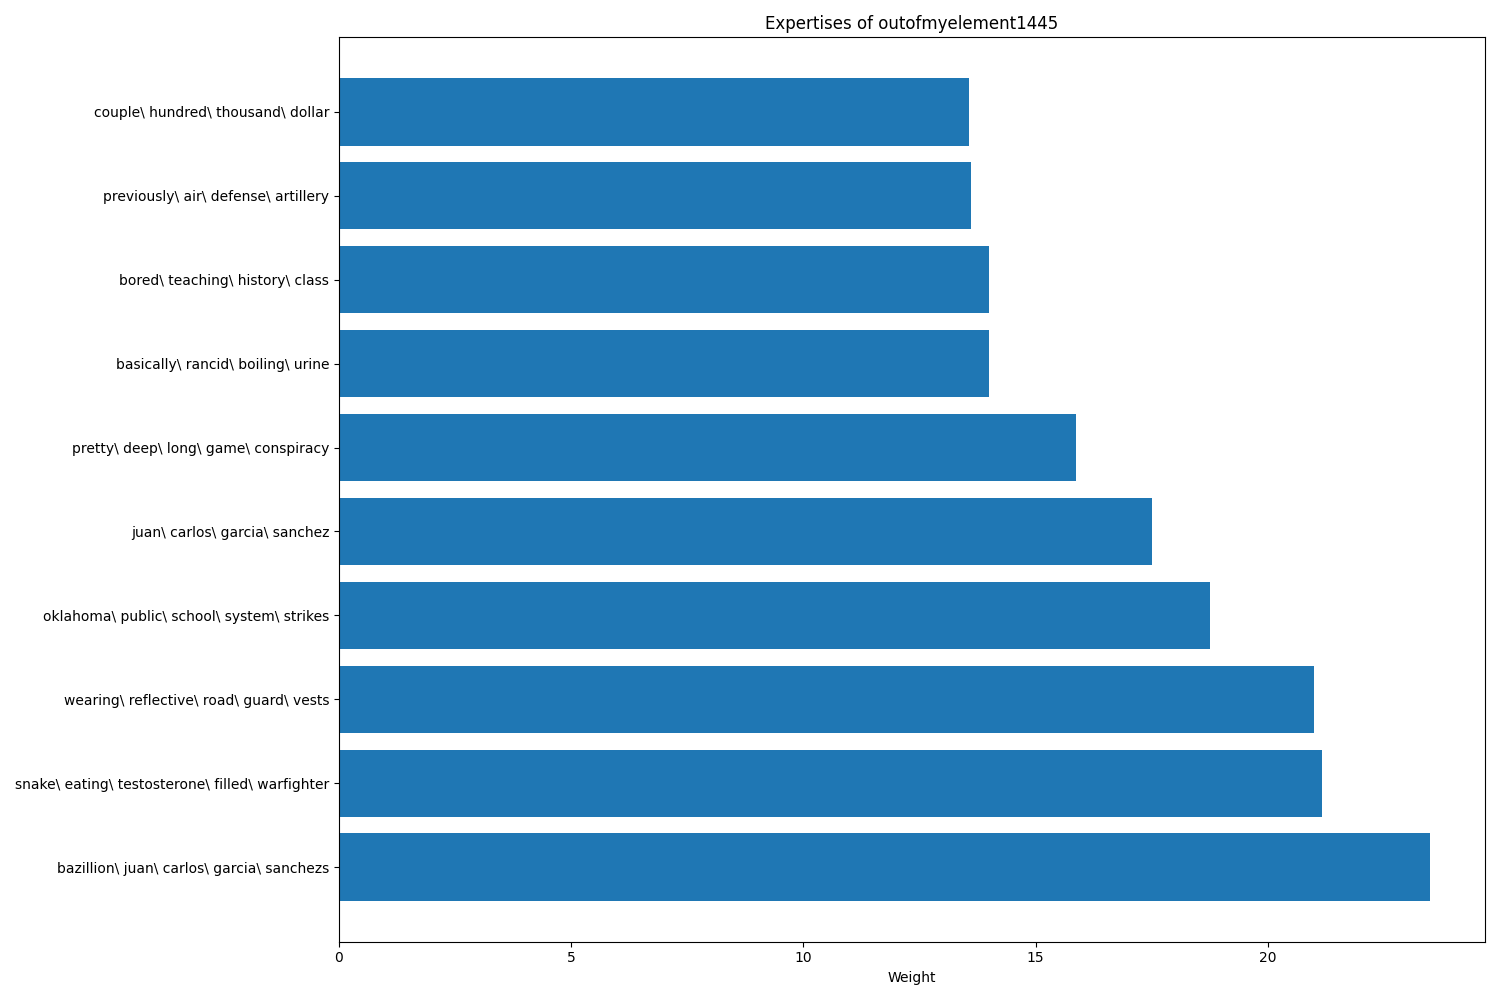 Expertises of outofmyelement1445
couple\ hundred\ thousand\ dollar
previously\ air\ defense\ artillery
bored\ teaching\ history\ class
basically\ rancid\ boiling\ urine
pretty\ deep\ long\ game\ conspiracy
juan\ carlos\ garcia\ sanchez
oklahoma\ public\ school\ system\ strikes
wearing\ reflective\ road\ guard\ vests
snake\ eating\ testosterone\ filled\ warfighter
bazillion\ juan\ carlos\ garcia\ sanchezs
0 5 10 15 20
Weight